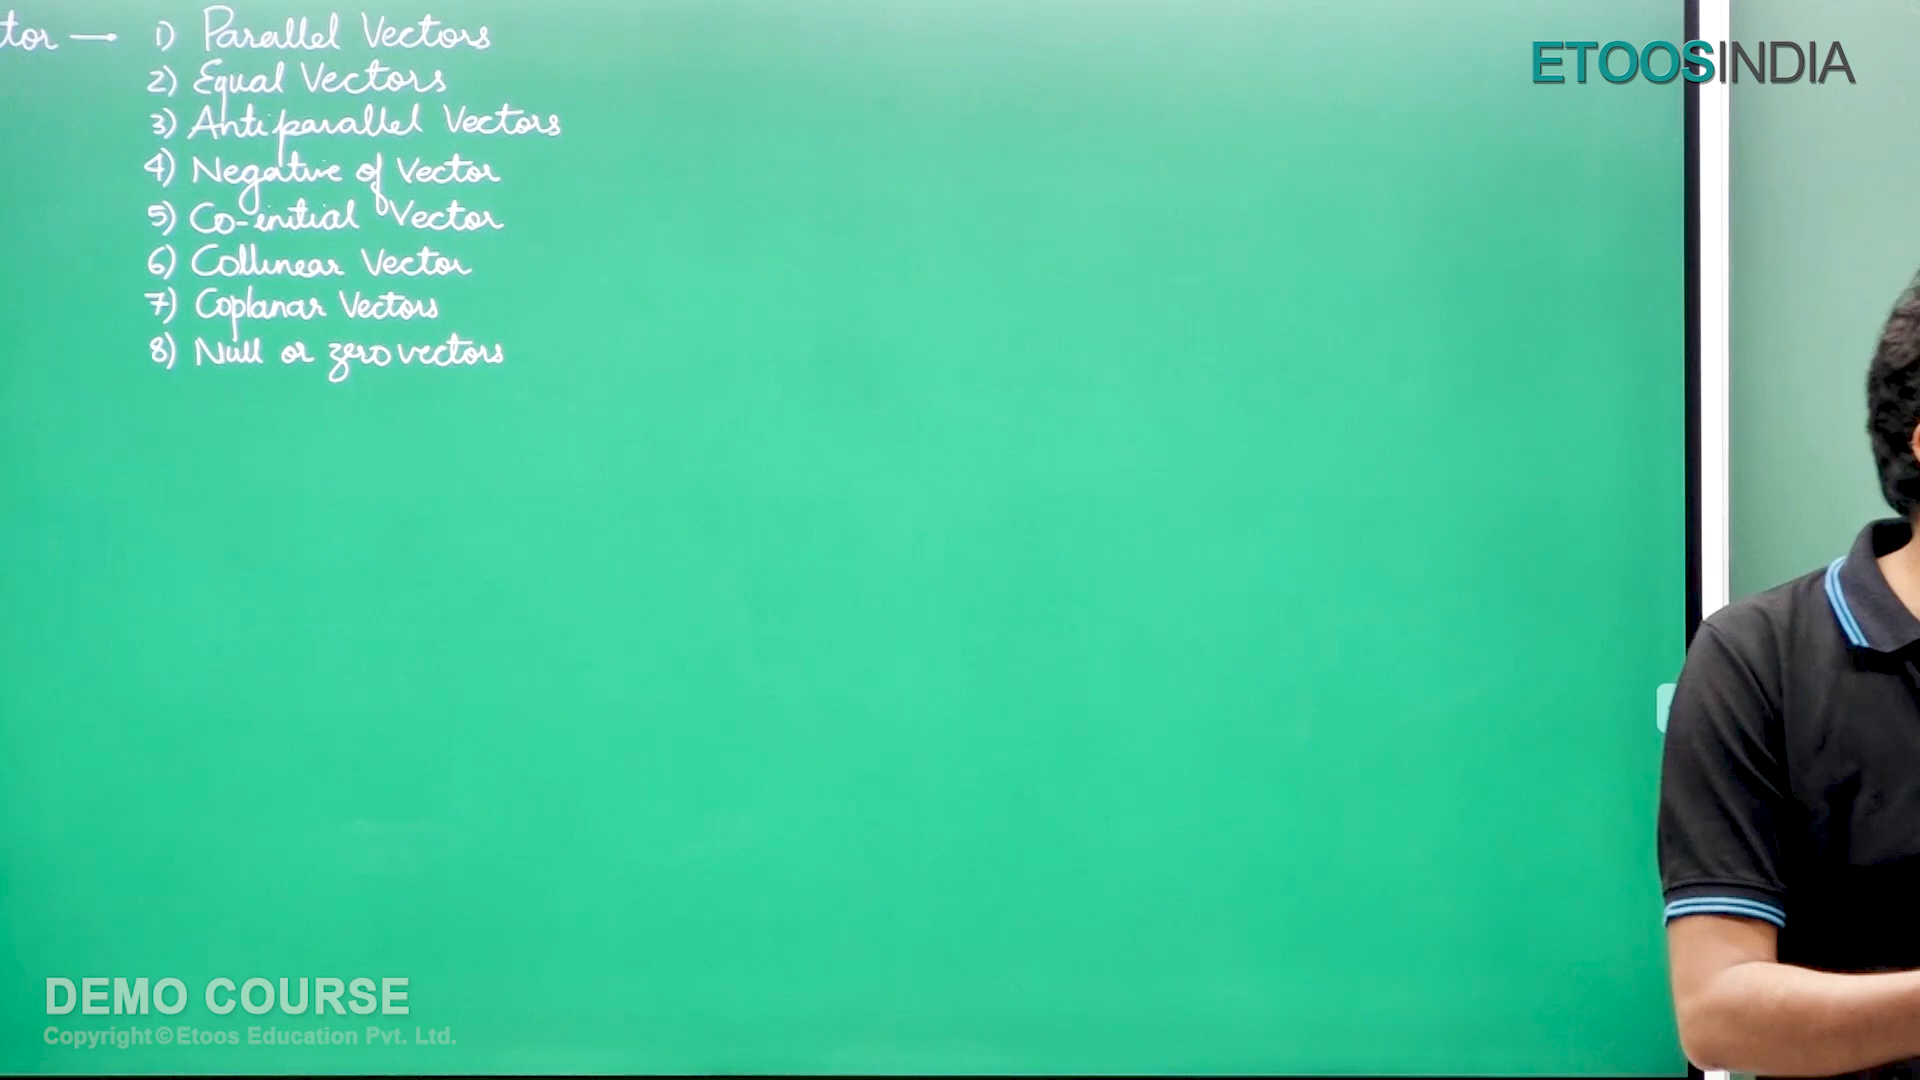 tor → 1) Parallel Vectors
ETOOSINDIA
2) Equal Vectors
3) Antiparallel Vectors
4) Negative of Vector
5) Co-initial Vector
6) Collinear Vector
7) Coplanar Vectors
8) Null or zero vectors
DEMO COURSE
Copyright © Etoos Education Pvt. Ltd.